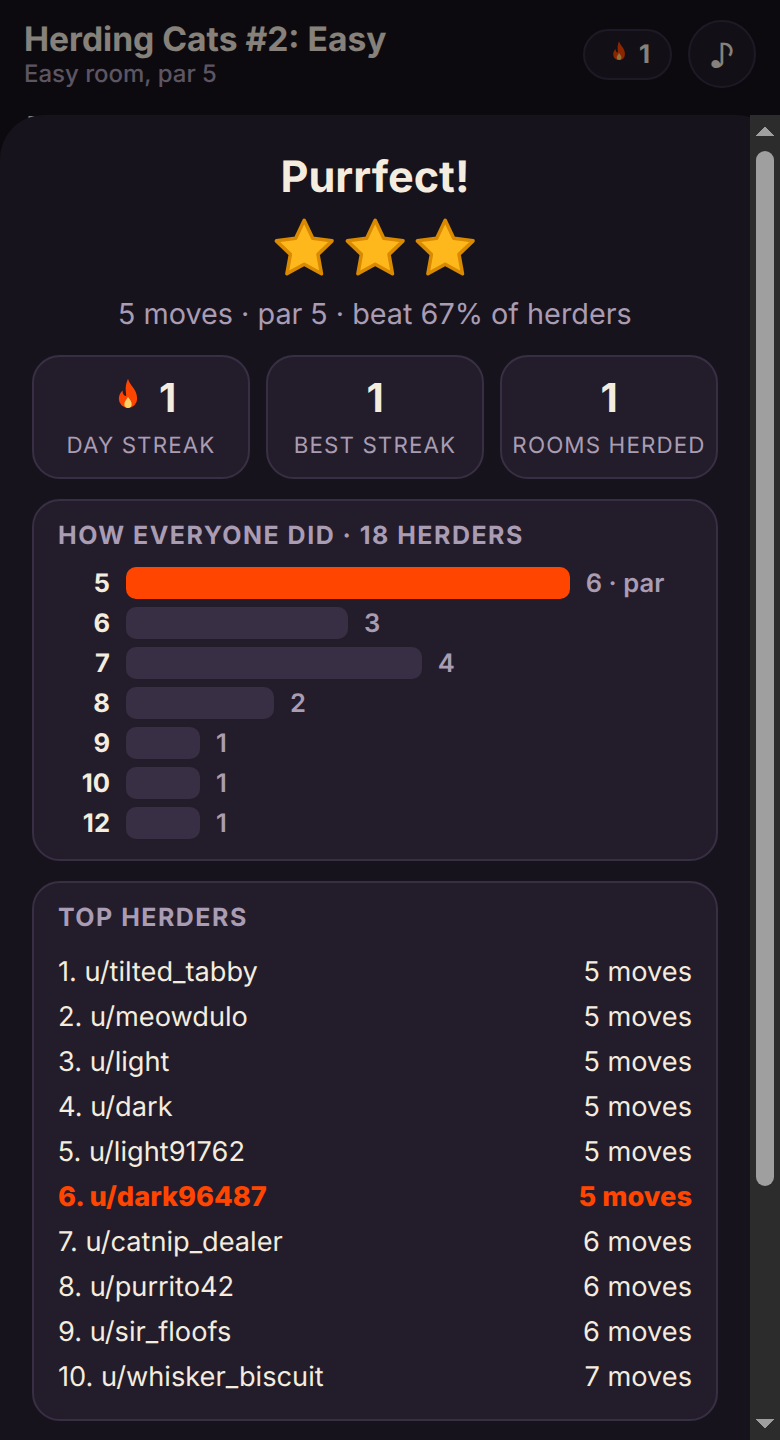 Herding Cats #2: Easy
Easy room, par 5
1
Purrfect!
5 moves · par 5 · beat 67% of herders
1
DAY STREAK
1
BEST STREAK
1
ROOMS HERDED
HOW EVERYONE DID · 18 HERDERS
5 6 · par
6 3
7 4
8 2
9 1
10 1
12 1
TOP HERDERS
1. u/tilted_tabby 5 moves
2. u/meowdulo 5 moves
3. u/light 5 moves
4. u/dark 5 moves
5. u/light91762 5 moves
6. u/dark96487 5 moves
7. u/catnip_dealer 6 moves
8. u/purrito42 6 moves
9. u/sir_floofs 6 moves
10. u/whisker_biscuit 7 moves